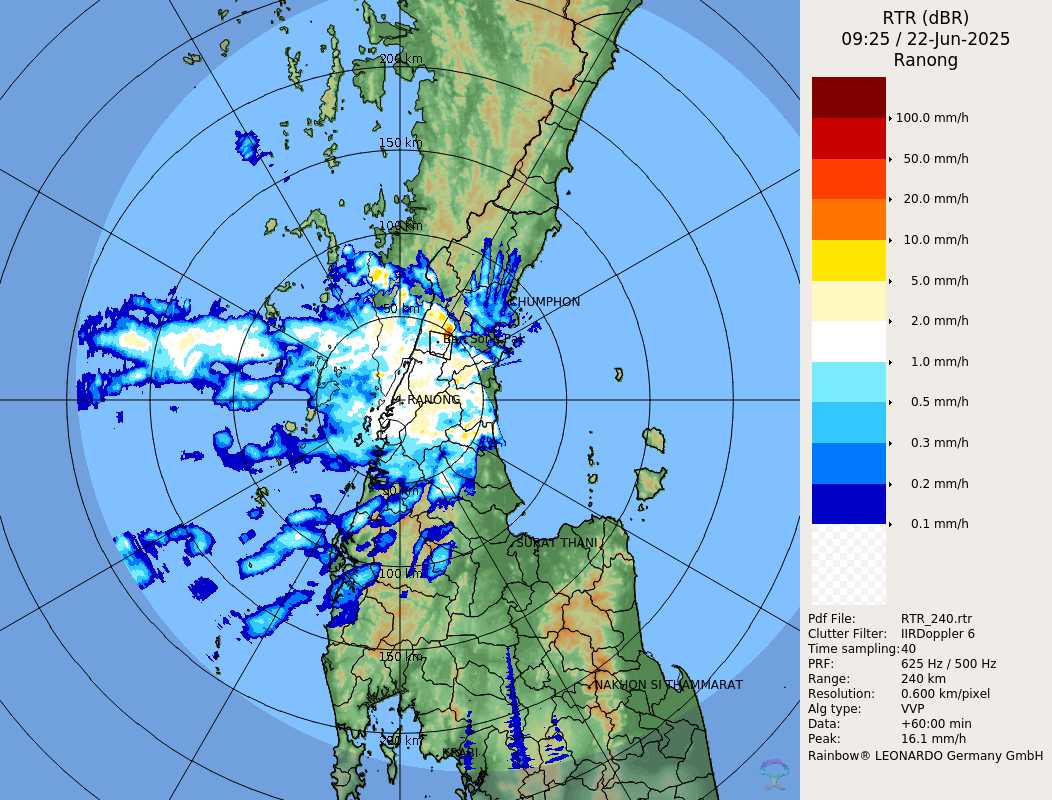 200 km
150 km
100 km
50 km
CHUMPHON
RANONG
50 km
SURAT THANI
100 km
150 km
NAKHON SI THAMMARAT
200 km
KRABI
RTR (dBR)
09:25 / 22-Jun-2025
Ranong
100.0 mm/h
50.0 mm/h
20.0 mm/h
10.0 mm/h
5.0 mm/h
2.0 mm/h
1.0 mm/h
0.5 mm/h
0.3 mm/h
0.2 mm/h
0.1 mm/h
Pdf File: RTR_240.rtr
Clutter Filter: IIRDoppler 6
Time sampling:40
PRF: 625 Hz / 500 Hz
Range: 240 km
Resolution: 0.600 km/pixel
Alg type: VVP
Data: +60:00 min
Peak: 16.1 mm/h
Rainbow® LEONARDO Germany GmbH